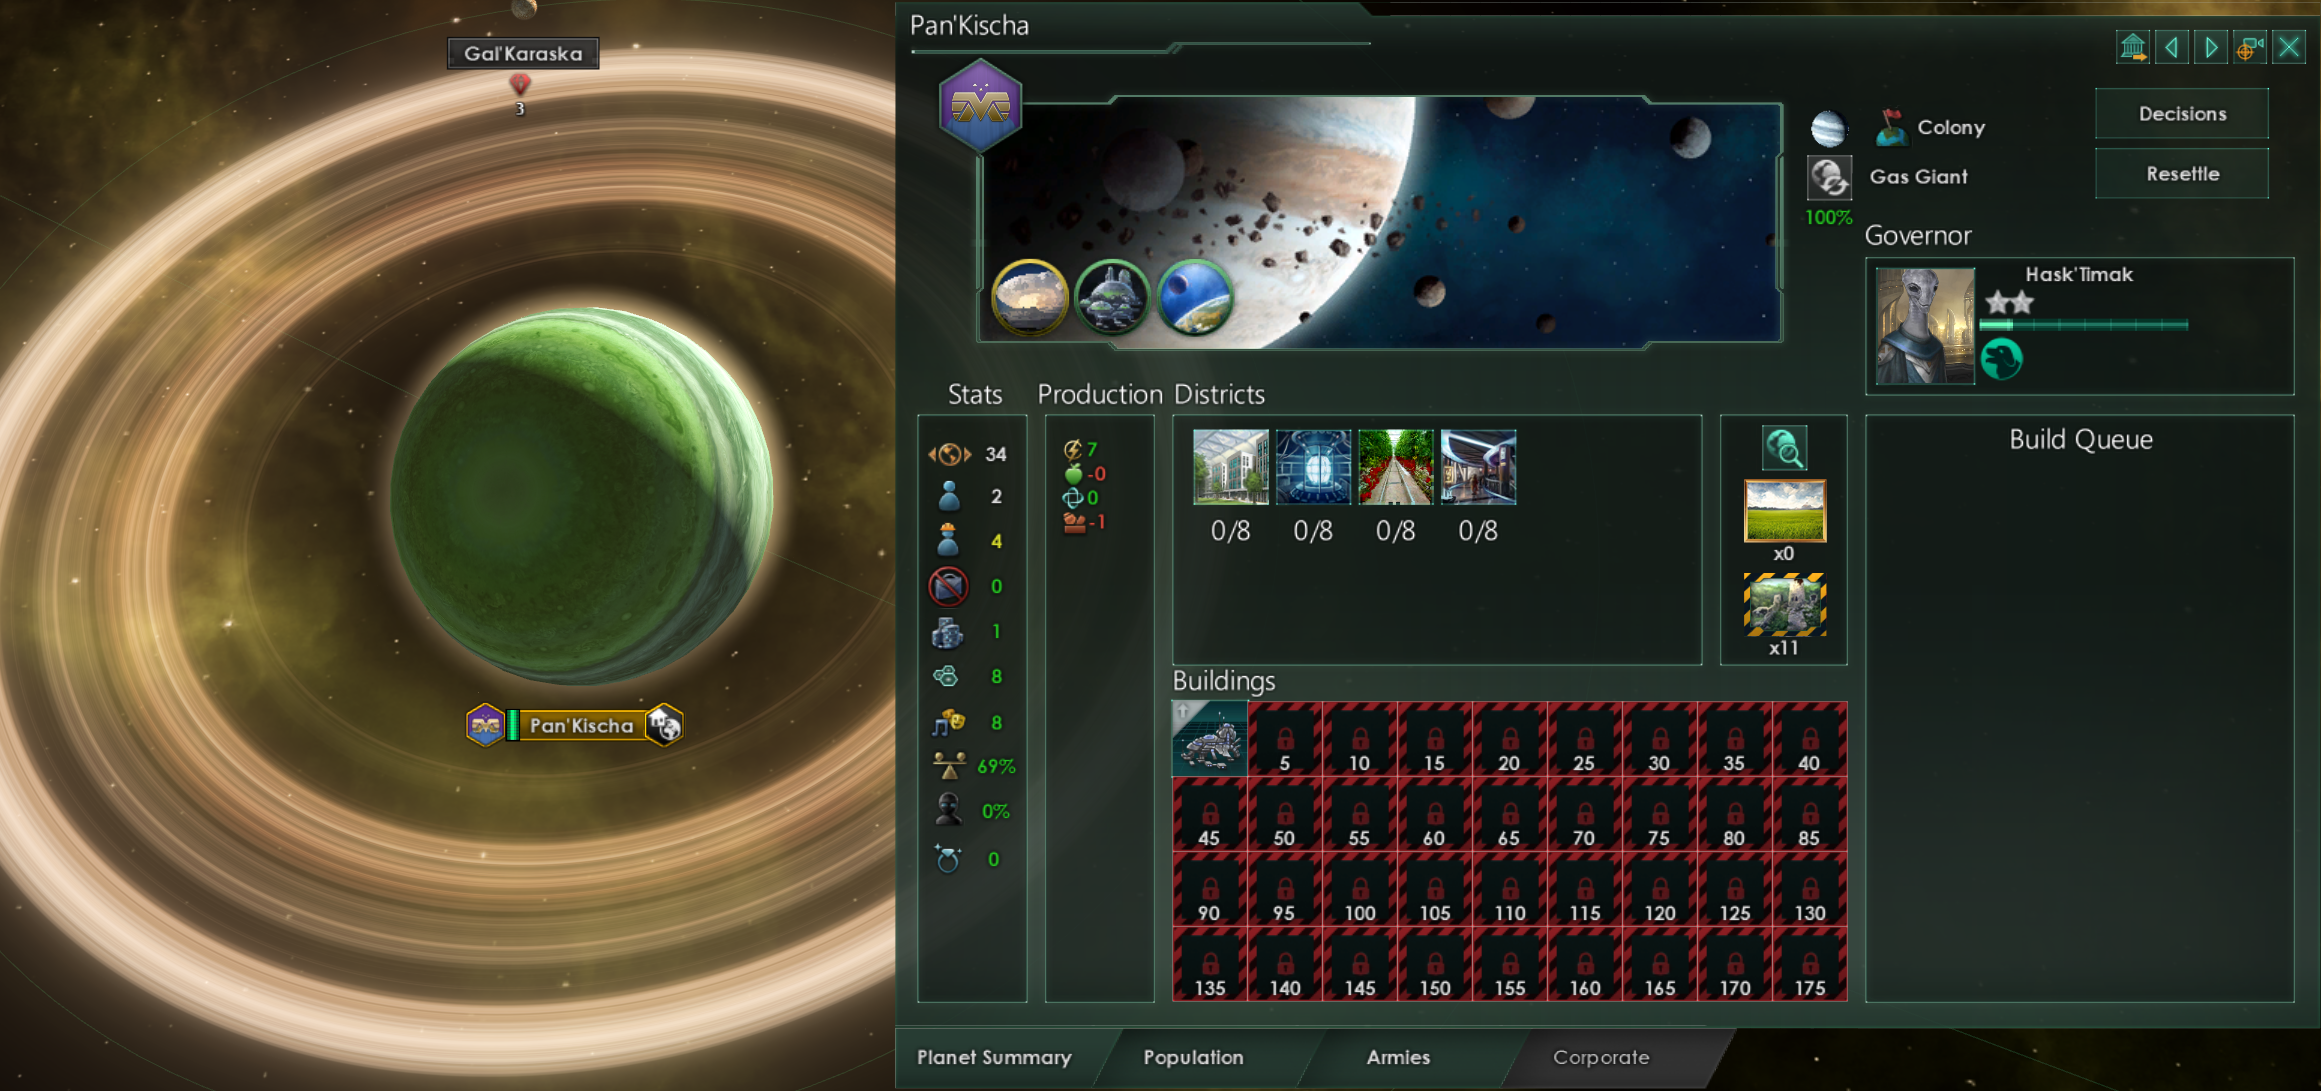 Gal'Karaska
3
Pan'Kischa
Pan'Kischa
Colony
Gas Giant
100%
Decisions
Resettle
Governor
Hask'Timak
Stats
34
2
4
0
1
8
8
69%
0%
0
Production
7
-0
0
-1
Districts
0/8 0/8 0/8 0/8
x0
x11
Build Queue
Buildings
5 10 15 20 25 30 35 40
45 50 55 60 65 70 75 80 85
90 95 100 105 110 115 120 125 130
135 140 145 150 155 160 165 170 175
Planet Summary Population Armies Corporate